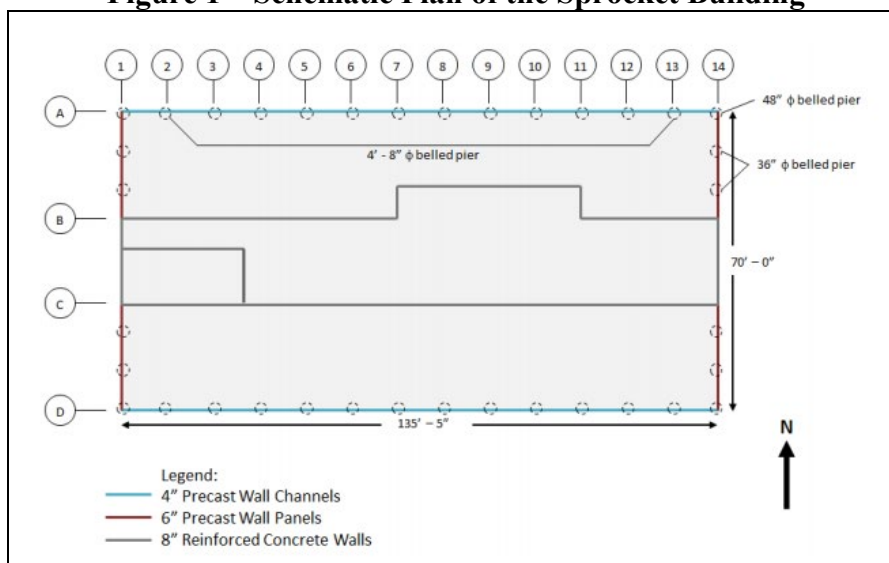 Figure 1 – Schematic Plan of the Sprocket Building
1 2 3 4 5 6 7 8 9 10 11 12 13 14
A
48" ϕ belled pier
4' - 8" ϕ belled pier
36" ϕ belled pier
B
70' – 0"
C
D
135' – 5"
N
Legend:
4" Precast Wall Channels
6" Precast Wall Panels
8" Reinforced Concrete Walls